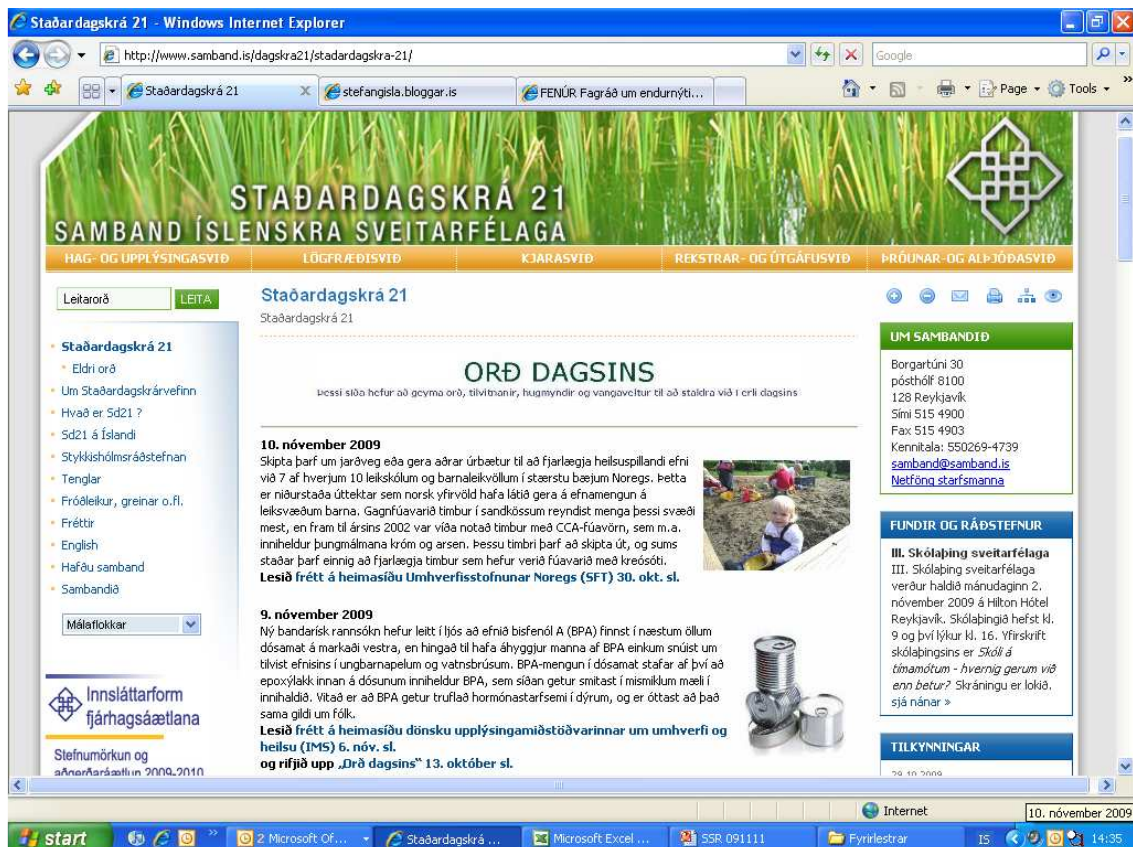 Staðardagskrá 21 - Windows Internet Explorer
http://www.samband.is/dagskra21/stadardagskra-21/
Google
Staðardagskrá 21
stefangisla.bloggar.is
FENÚR Fagráð um endurnýti...
Page
Tools
STAÐARDAGSKRÁ 21
SAMBAND ÍSLENSKRA SVEITARFÉLAGA
HAG- OG UPPLÝSINGASVIÐ
LÖGFRÆÐISVIÐ
KJARASVIÐ
REKSTRAR- OG ÚTGÁFUSVIÐ
ÞRÓUNAR-OG ALÞJÓÐASVIÐ
Leitarorð
LEITA
Staðardagskrá 21
Eldri orð
Um Staðardagskrárvefinn
Hvað er Sd21 ?
Sd21 á Íslandi
Stykkishólmsráðstefnan
Tenglar
Fróðleikur, greinar o.fl.
Fréttir
English
Hafðu samband
Sambandið
Málaflokkar
Innsláttarform
fjárhagsáætlana
Stefnumörkun og
aðgerðaráætlun 2009-2010
Staðardagskrá 21
Staðardagskrá 21
ORÐ DAGSINS
Þessi síða hefur að geyma orð, tilvitnanir, hugmyndir og vangaveltur til að staldra við í erli dagsins
10. nóvember 2009
Skipta þarf um jarðveg eða gera aðrar úrbætur til að fjarlægja heilsuspillandi efni
við 7 af hverjum 10 leikskólum og barnaleikvöllum í stærstu bæjum Noregs. Þetta
er niðurstaða úttektar sem norsk yfirvöld hafa látið gera á efnamengun á
leiksvæðum barna. Gagnfúavarið timbur í sandkössum reyndist menga þessi svæði
mest, en fram til ársins 2002 var víða notað timbur með CCA-fúavörn, sem m.a.
inniheldur þungmálmana króm og arsen. Þessu timbri þarf að skipta út, og sums
staðar þarf einnig að fjarlægja timbur sem hefur verið fúavarið með kreósóti.
Lesið frétt á heimasíðu Umhverfisstofnunar Noregs (SFT) 30. okt. sl.
9. nóvember 2009
Ný bandarísk rannsókn hefur leitt í ljós að efnið bisfenól A (BPA) finnst í næstum öllum
dósamat á markaði vestra, en hingað til hafa áhyggjur manna af BPA einkum snúist um
tilvist efnisins í ungbarnapelum og vatnsbrúsum. BPA-mengun í dósamat stafar af því að
epoxýlakk innan á dósunum inniheldur BPA, sem síðan getur smitast í mismiklum mæli í
innihaldið. Vitað er að BPA getur truflað hormónastarfsemi í dýrum, og er óttast að það
sama gildi um fólk.
Lesið frétt á heimasíðu dönsku upplýsingamiðstöðvarinnar um umhverfi og
heilsu (IMS) 6. nóv. sl.
og rifjið upp „Orð dagsins“ 13. október sl.
UM SAMBANDIÐ
Borgartúni 30
pósthólf 8100
128 Reykjavík
Sími 515 4900
Fax 515 4903
Kennitala: 550269-4739
samband@samband.is
Netföng starfsmanna
FUNDIR OG RÁÐSTEFNUR
III. Skólaþing sveitarfélaga
III. Skólaþing sveitarfélaga
verður haldið mánudaginn 2.
nóvember 2009 á Hilton Hótel
Reykjavík. Skólaþingið hefst kl.
9 og því lýkur kl. 16. Yfirskrift
skólaþingsins er Skóli á
tímamótum - hvernig gerum við
enn betur? Skráningu er lokið.
sjá nánar »
TILKYNNINGAR
29.10.2009
Internet
10. nóvember 2009
start
2 Microsoft Of...
Staðardagskrá ...
Microsoft Excel ...
SSR 091111
Fyrirlestrar
IS
14:35